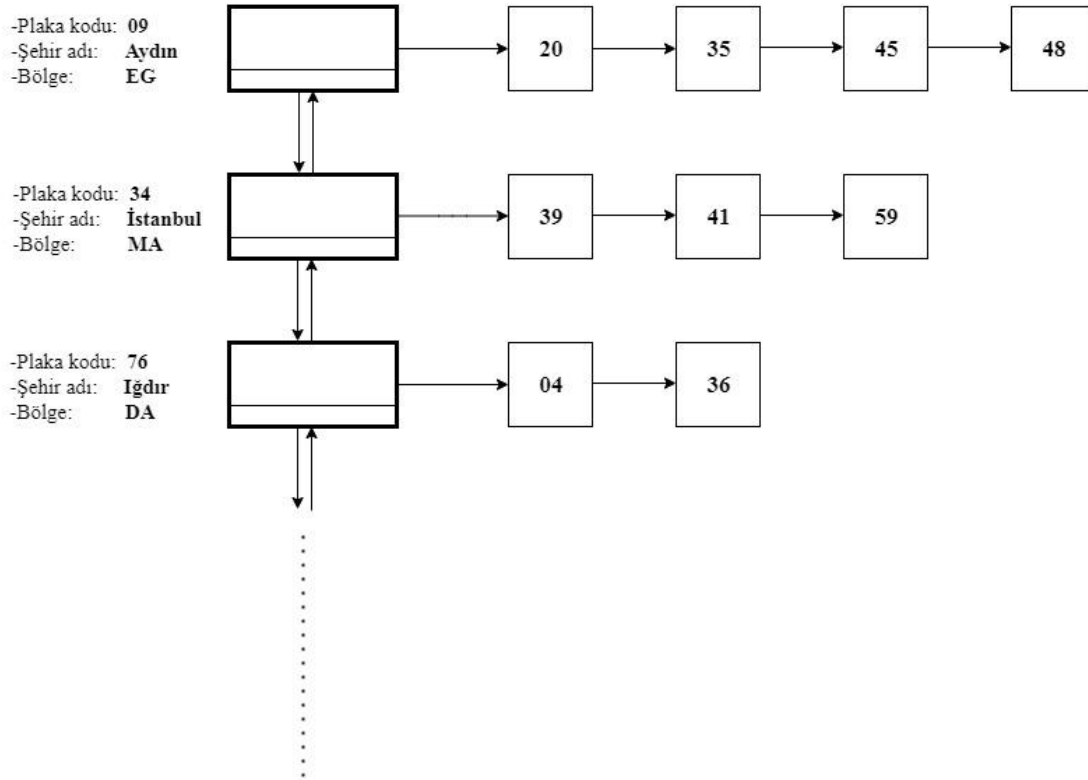 -Plaka kodu: 09
-Şehir adı: Aydın
-Bölge: EG
20
35
45
48
-Plaka kodu: 34
-Şehir adı: İstanbul
-Bölge: MA
39
41
59
-Plaka kodu: 76
-Şehir adı: Iğdır
-Bölge: DA
04
36